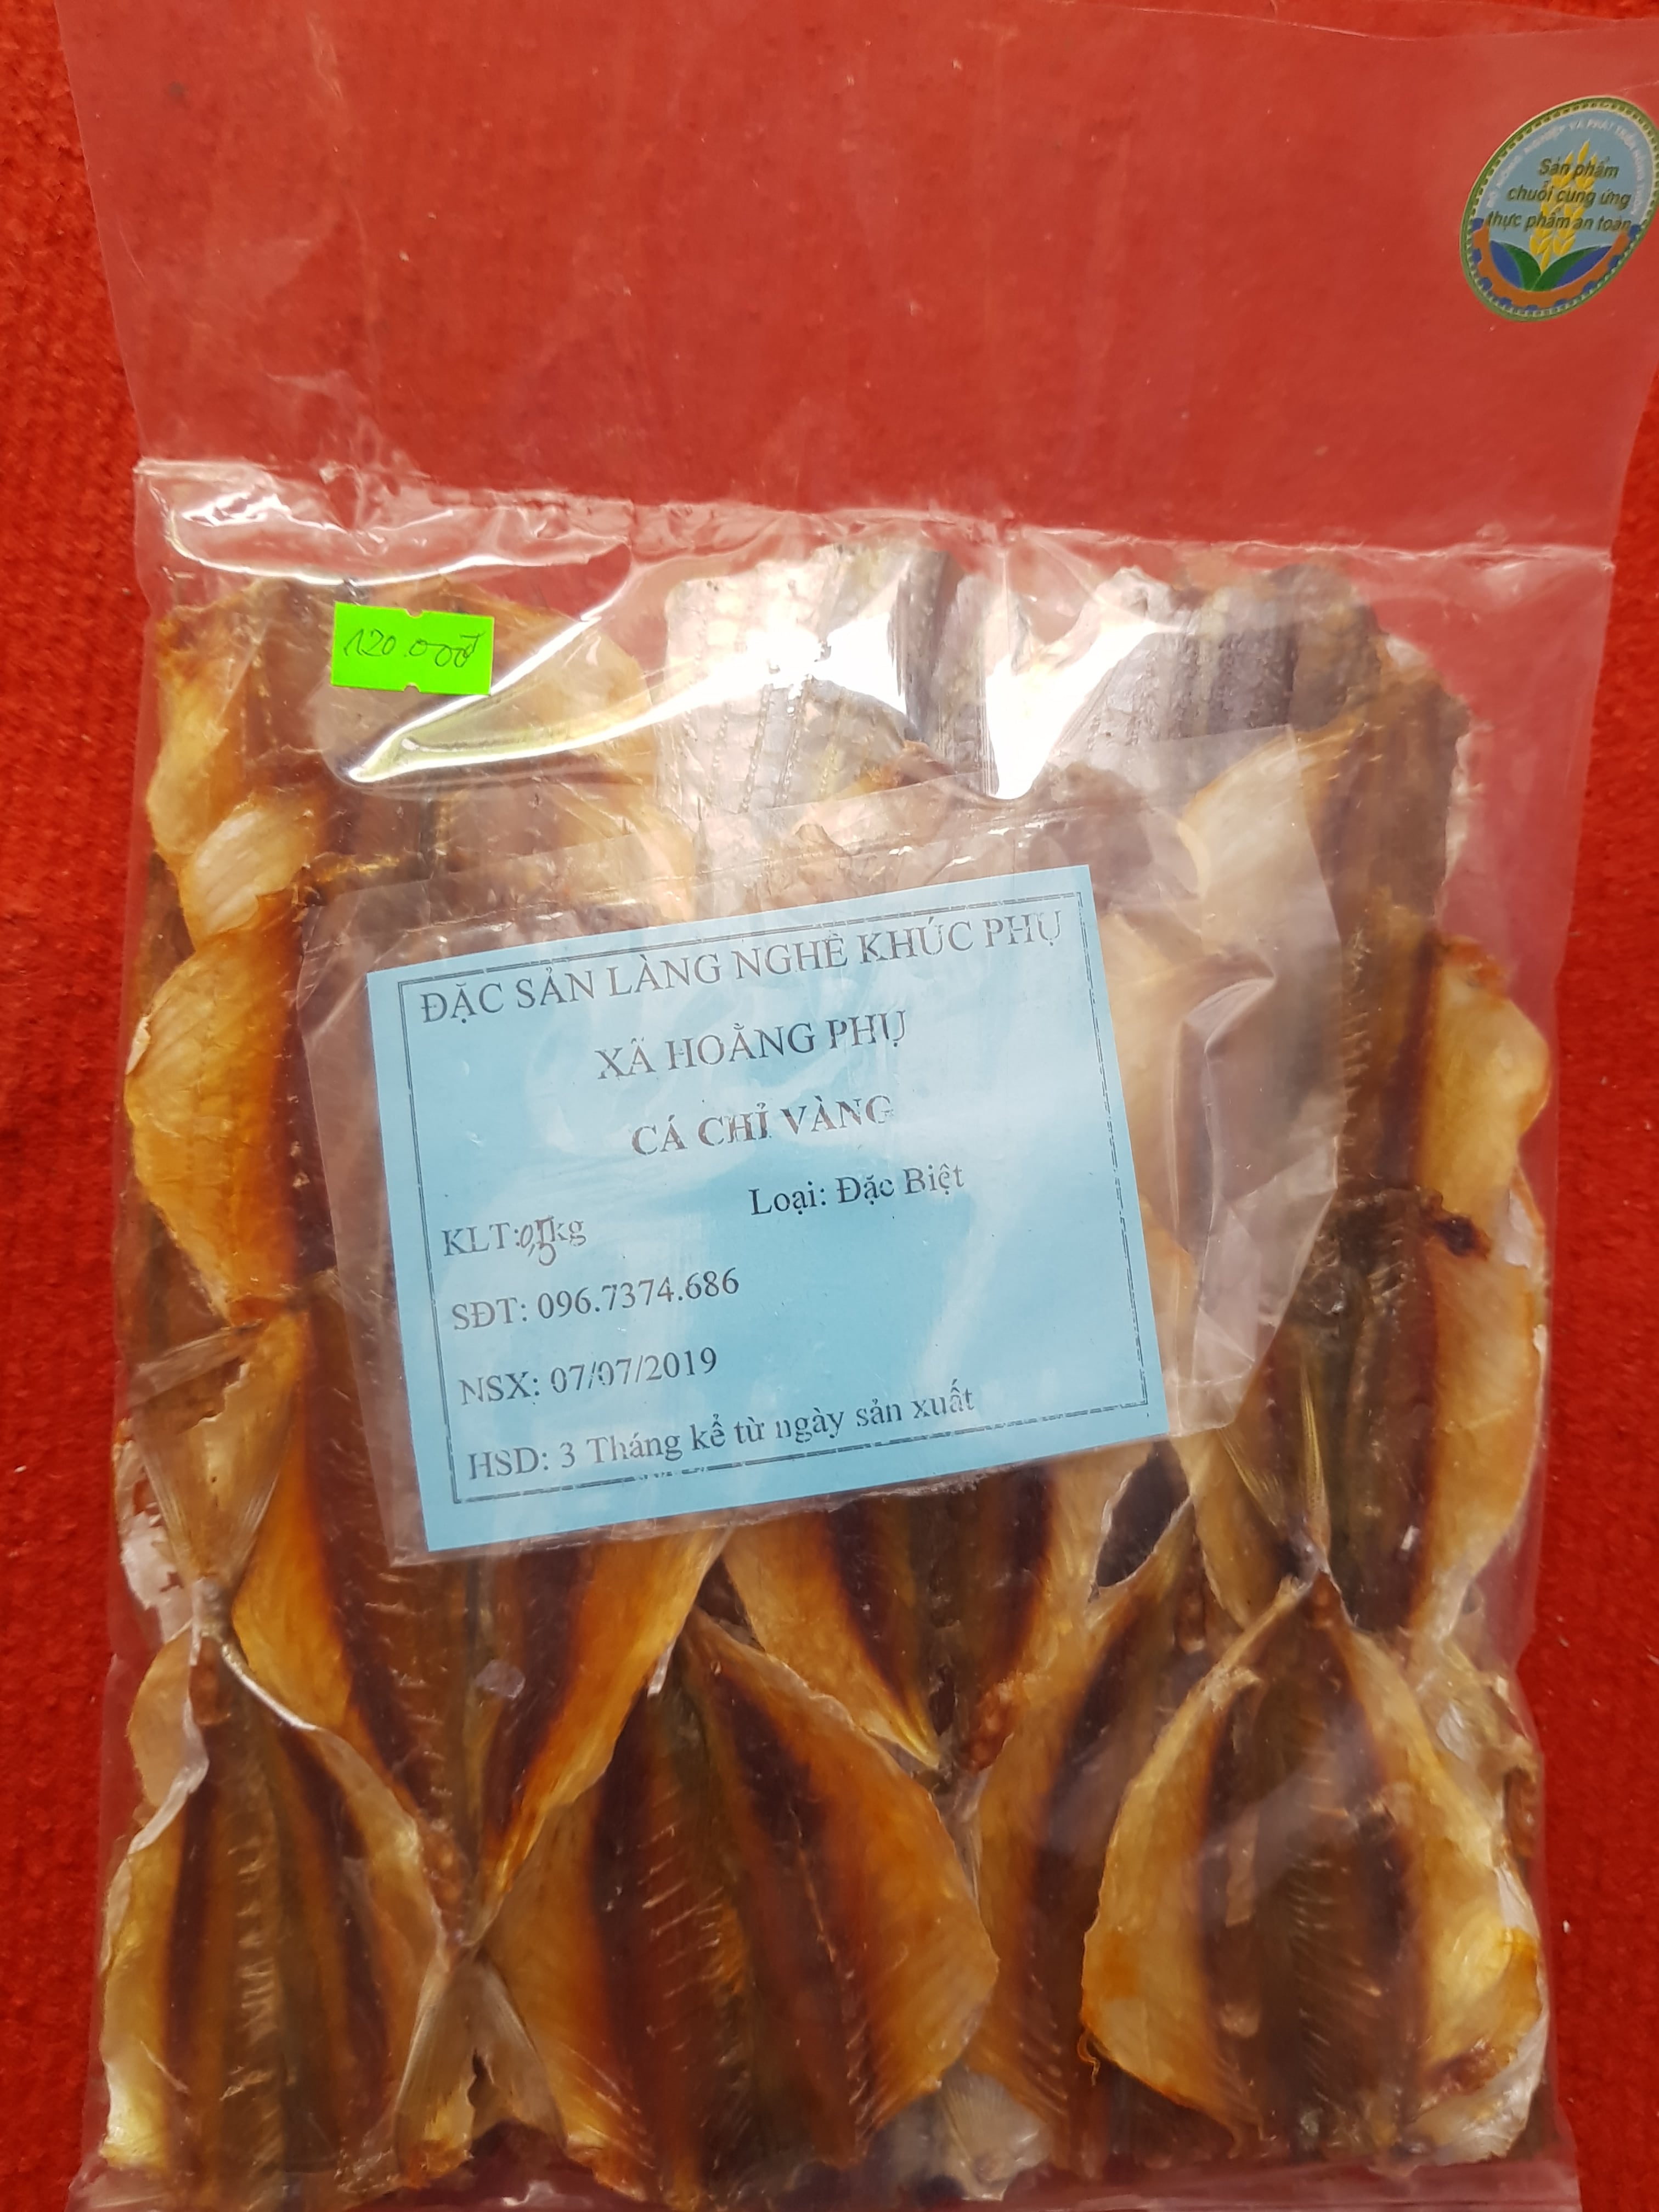 Sản phẩm
chuỗi cung ứng
thực phẩm an toàn
120.000đ
ĐẶC SẢN LÀNG NGHỀ KHÚC PHỤ
XÃ HOẰNG PHỤ
CÁ CHỈ VÀNG
Loại: Đặc Biệt
KLT:0,5kg
SĐT: 096.7374.686
NSX: 07/07/2019
HSD: 3 Tháng kể từ ngày sản xuất